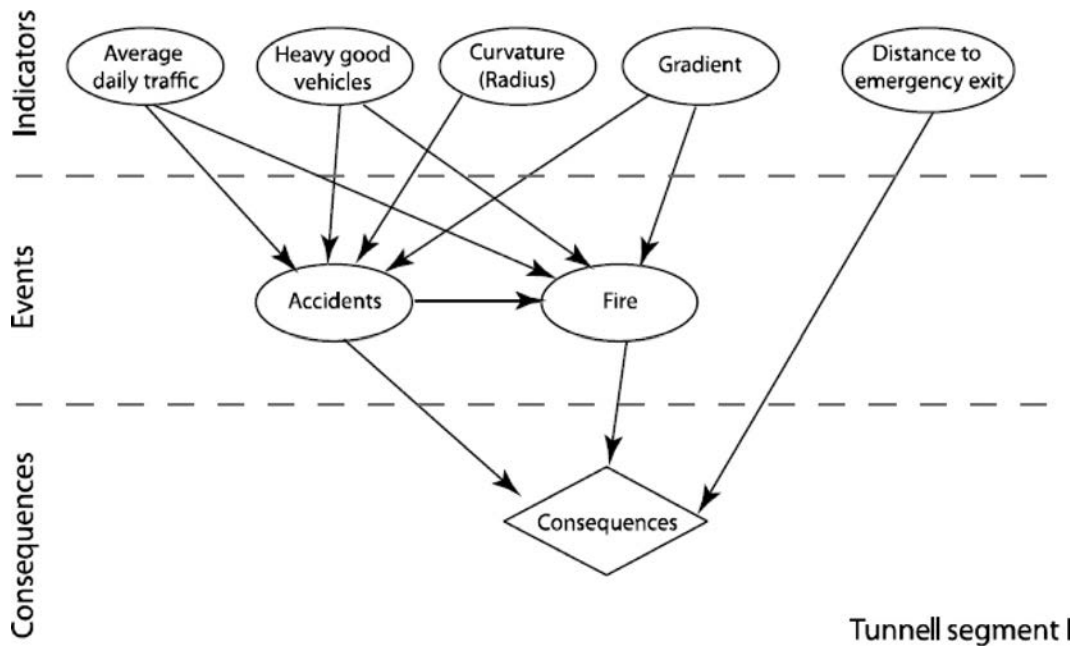 Indicators
Average
daily traffic
Heavy good
vehicles
Curvature
(Radius)
Gradient
Distance to
emergency exit
Events
Accidents
Fire
Consequences
Consequences
Tunnell segment I